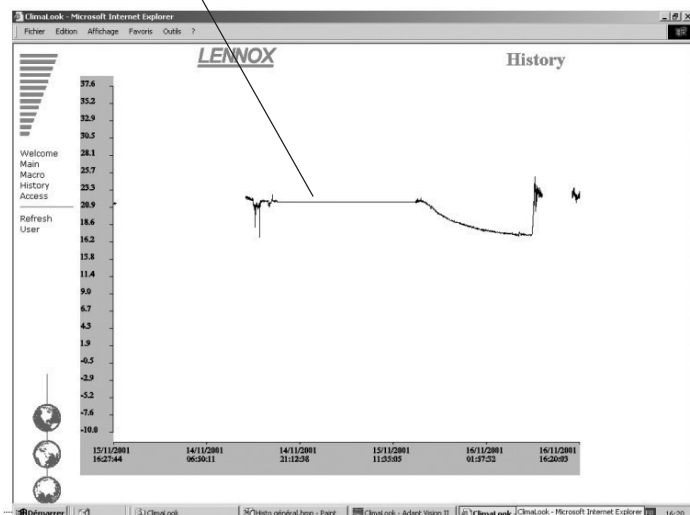 ClimaLook - Microsoft Internet Explorer
Fichier Edition Affichage Favoris Outils ?
LENNOX
History
Welcome
Main
Macro
History
Access
Refresh
User
37.6
35.2
32.9
30.5
28.1
25.7
23.3
20.9
18.6
16.2
13.8
11.4
9.0
6.7
4.3
1.9
-0.5
-2.9
-5.2
-7.6
-10.0
13/11/2001 14/11/2001 14/11/2001 15/11/2001 16/11/2001 16/11/2001
16:27:44 06:50:11 21:12:38 11:35:05 01:57:32 16:20:03
Démarrer ClimaLook Histo général.bmp - Paint ClimaLook - Adapt Vision II ClimaLook ClimaLook - Microsoft Internet Explorer 16:20